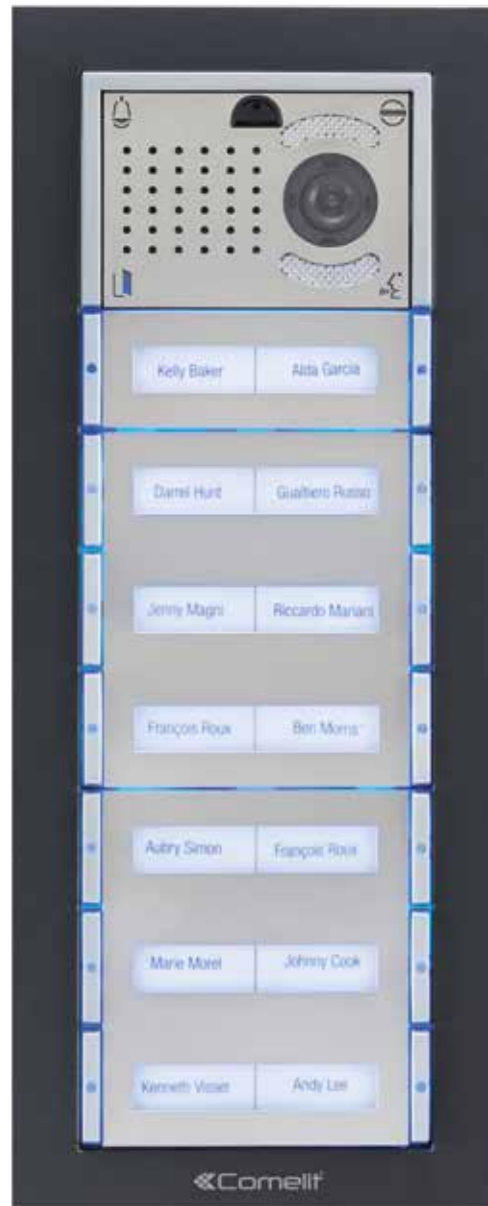 Kelly Baker Alda Garcia
Darrel Hunt Gualtiero Russo
Jenny Magni Riccardo Mariani
François Roux Ben Morris
Aubry Simon François Roux
Marie Morel Johnny Cook
Kenneth Visser Andy Lee
Comelit